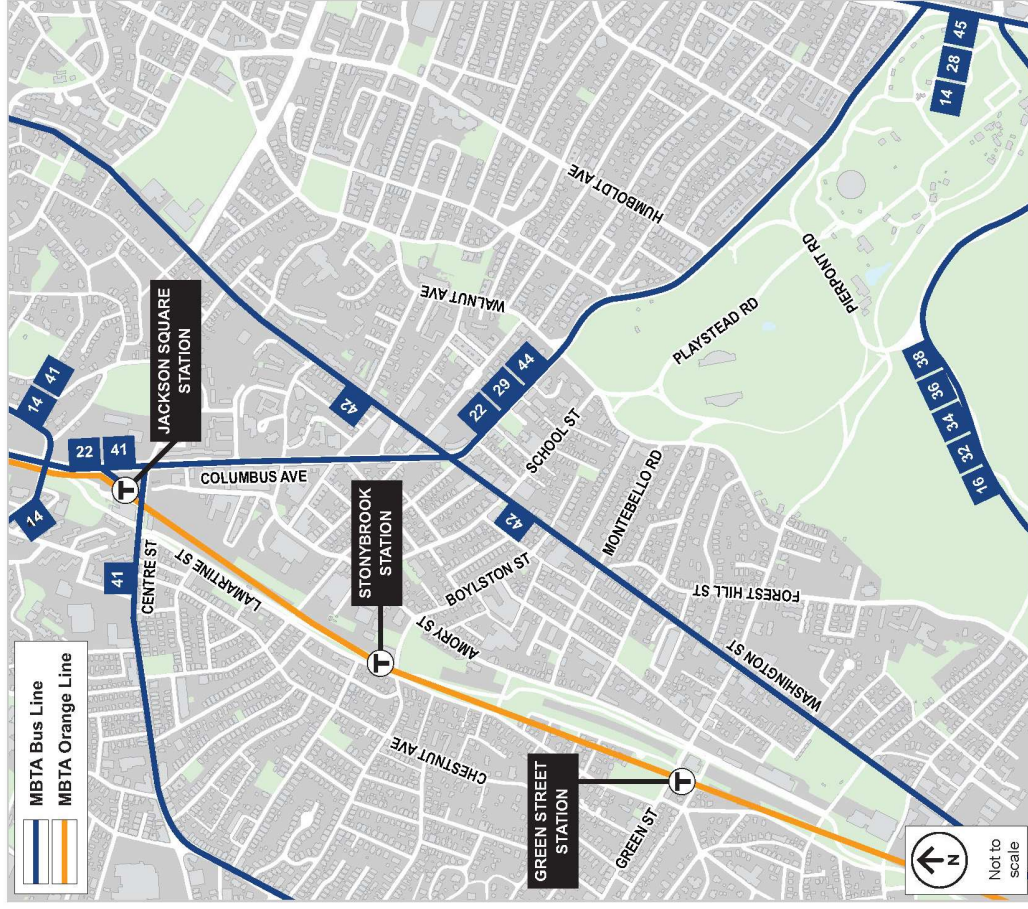 MBTA Bus Line
MBTA Orange Line
14
41
14
22
41
JACKSON SQUARE
STATION
41
CENTRE ST
LAMARTINE ST
COLUMBUS AVE
42
STONYBROOK
STATION
22
29
44
WALNUT AVE
HUMBOLDT AVE
14
28
45
SCHOOL ST
42
BOYLSTON ST
AMORY ST
MONTEBELLO RD
PLAYSTEAD RD
PIERPONT RD
FOREST HILL ST
WASHINGTON ST
16
32
34
36
38
CHESTNUT AVE
GREEN STREET
STATION
GREEN ST
T
T
T
N
Not to
scale